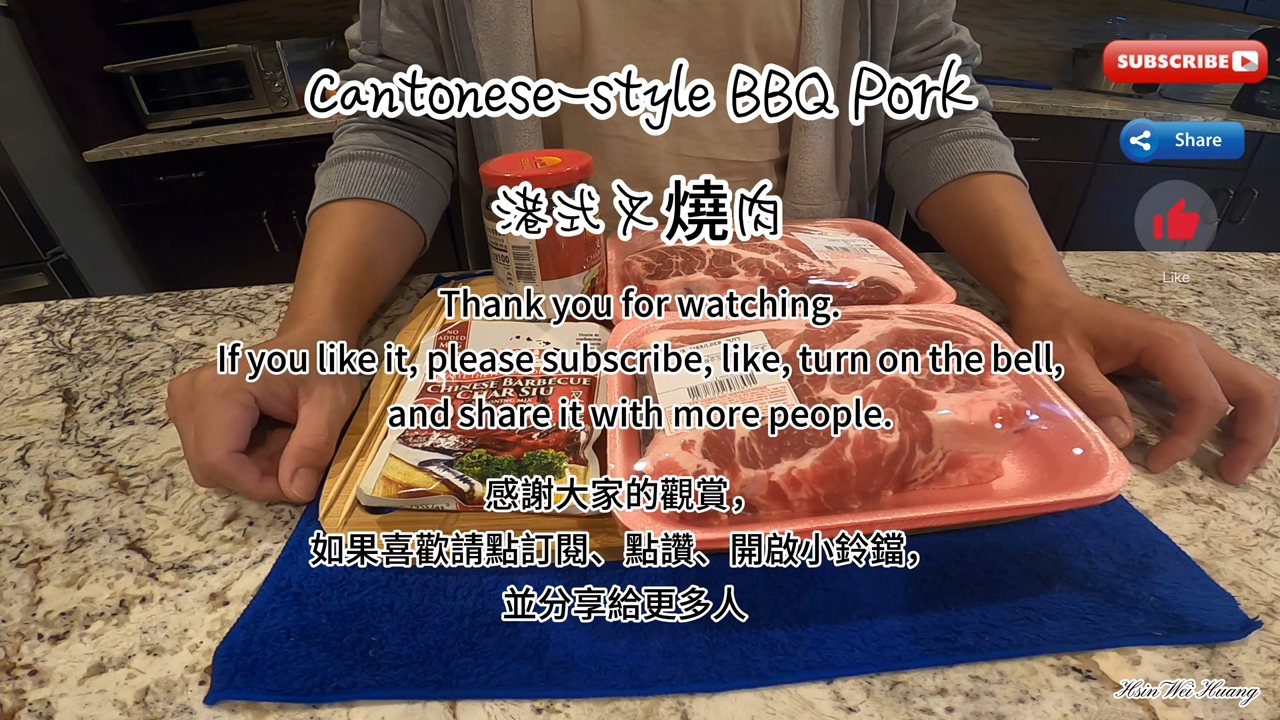 Cantonese-style BBQ Pork
SUBSCRIBE
Share
港式叉燒肉
Like
Thank you for watching.
If you like it, please subscribe, like, turn on the bell,
and share it with more people.
NO
ADDED
CHINESE BARBECUE
CHAR SIU
感謝大家的觀賞，
如果喜歡請點訂閱、點讚、開啟小鈴鐺，
並分享給更多人
HsinWei Huang